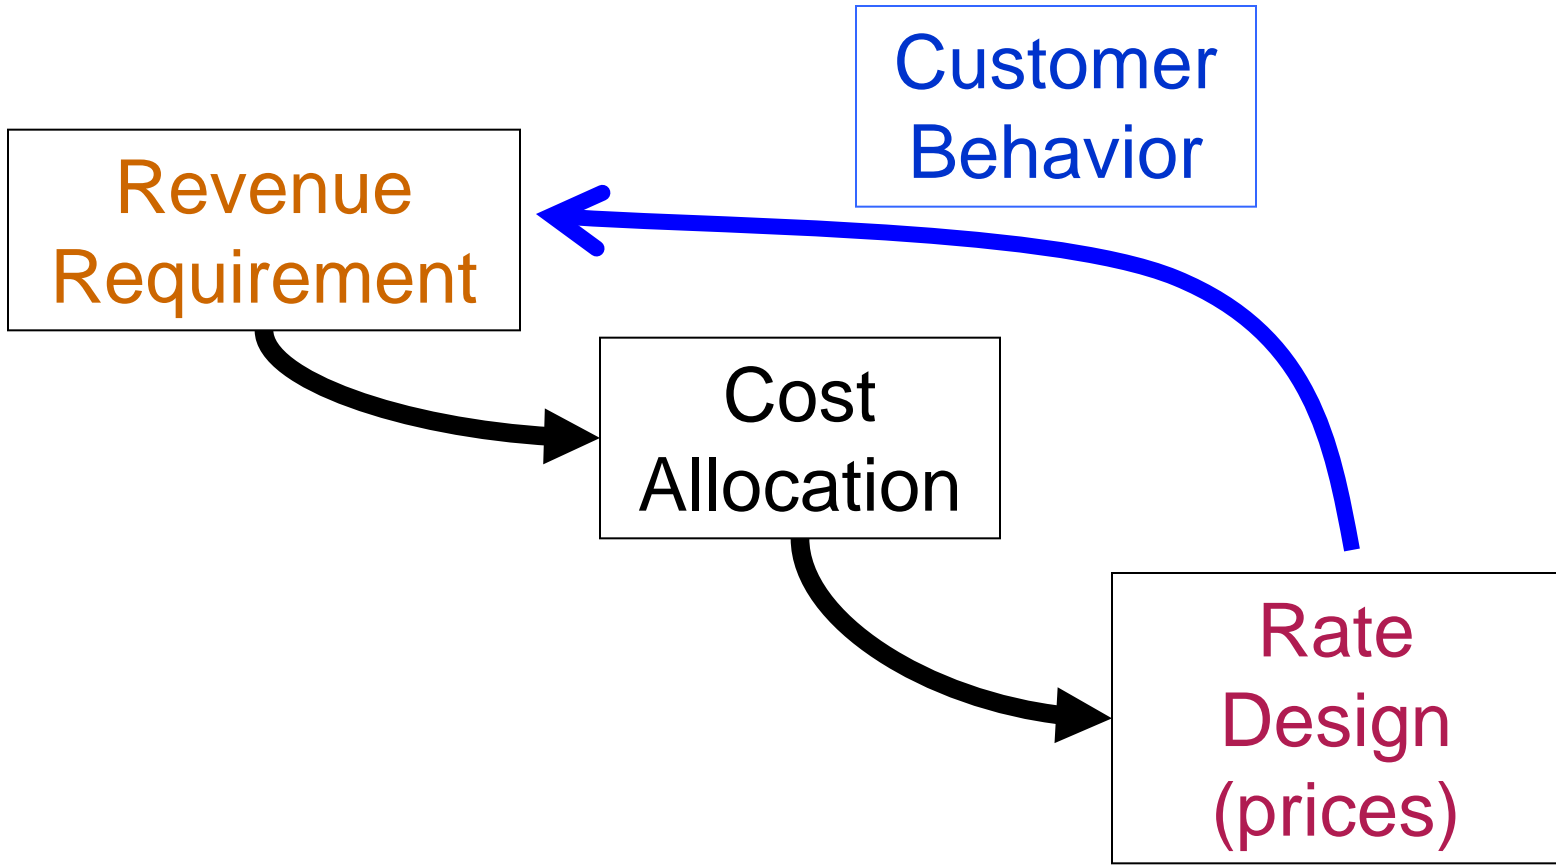 Customer
Behavior
Revenue
Requirement
Cost
Allocation
Rate
Design
(prices)